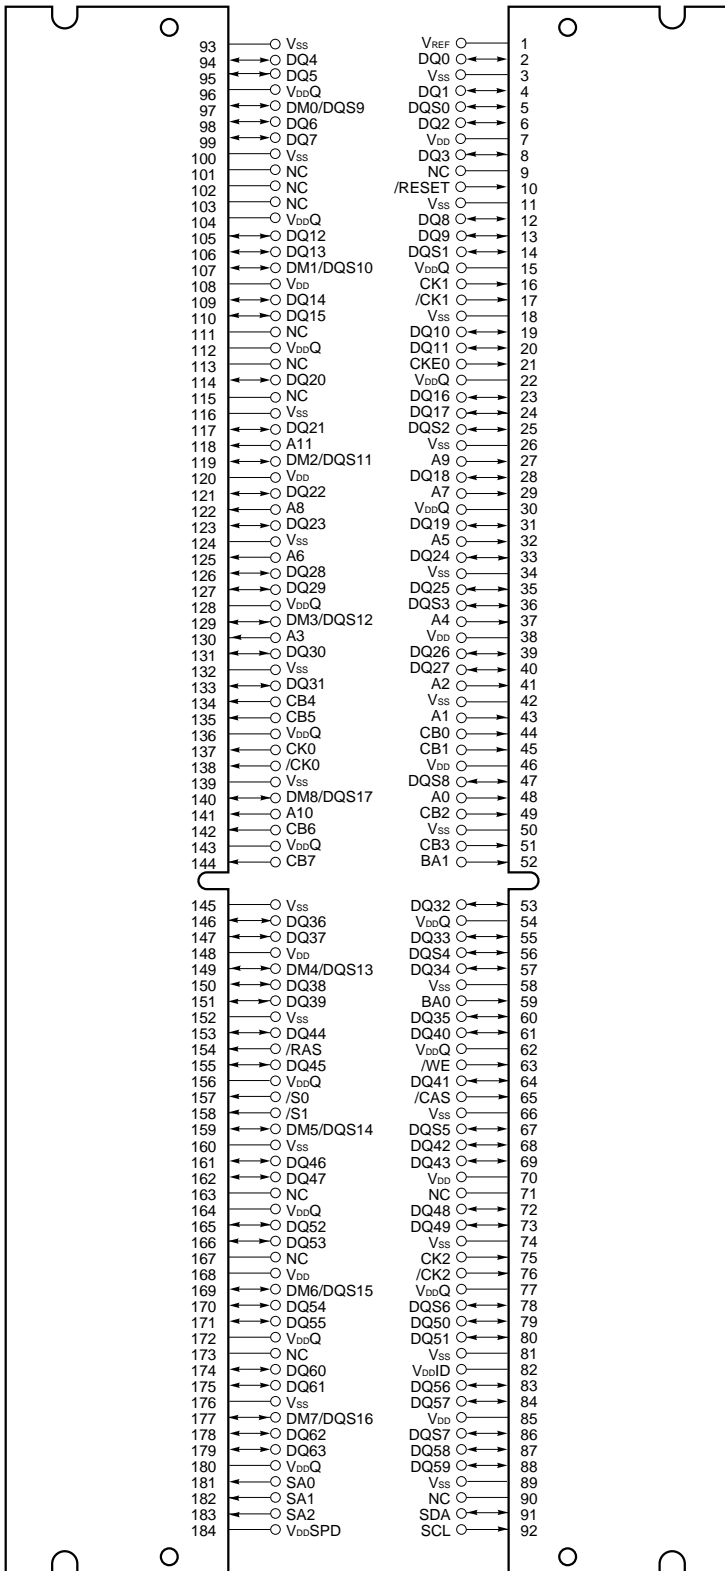 93 VSS VREF 1
94 DQ4 DQ0 2
95 DQ5 VSS 3
96 VDDQ DQ1 4
97 DM0/DQS9 DQS0 5
98 DQ6 DQ2 6
99 DQ7 VDD 7
100 VSS DQ3 8
101 NC NC 9
102 NC /RESET 10
103 NC VSS 11
104 VDDQ DQ8 12
105 DQ12 DQ9 13
106 DQ13 DQS1 14
107 DM1/DQS10 VDDQ 15
108 VDD CK1 16
109 DQ14 /CK1 17
110 DQ15 VSS 18
111 NC DQ10 19
112 VDDQ DQ11 20
113 NC CKE0 21
114 DQ20 VDDQ 22
115 NC DQ16 23
116 VSS DQ17 24
117 DQ21 DQS2 25
118 A11 VSS 26
119 DM2/DQS11 A9 27
120 VDD DQ18 28
121 DQ22 A7 29
122 A8 VDDQ 30
123 DQ23 DQ19 31
124 VSS A5 32
125 A6 DQ24 33
126 DQ28 VSS 34
127 DQ29 DQ25 35
128 VDDQ DQS3 36
129 DM3/DQS12 A4 37
130 A3 VDD 38
131 DQ30 DQ26 39
132 VSS DQ27 40
133 DQ31 A2 41
134 CB4 VSS 42
135 CB5 A1 43
136 VDDQ CB0 44
137 CK0 CB1 45
138 /CK0 VDD 46
139 VSS DQS8 47
140 DM8/DQS17 A0 48
141 A10 CB2 49
142 CB6 VSS 50
143 VDDQ CB3 51
144 CB7 BA1 52
145 VSS DQ32 53
146 DQ36 VDDQ 54
147 DQ37 DQ33 55
148 VDD DQS4 56
149 DM4/DQS13 DQ34 57
150 DQ38 VSS 58
151 DQ39 BA0 59
152 VSS DQ35 60
153 DQ44 DQ40 61
154 /RAS VDDQ 62
155 DQ45 /WE 63
156 VDDQ DQ41 64
157 /S0 /CAS 65
158 /S1 VSS 66
159 DM5/DQS14 DQS5 67
160 VSS DQ42 68
161 DQ46 DQ43 69
162 DQ47 VDD 70
163 NC NC 71
164 VDDQ DQ48 72
165 DQ52 DQ49 73
166 DQ53 VSS 74
167 NC CK2 75
168 VDD /CK2 76
169 DM6/DQS15 VDDQ 77
170 DQ54 DQS6 78
171 DQ55 DQ50 79
172 VDDQ DQ51 80
173 NC VSS 81
174 DQ60 VDDID 82
175 DQ61 DQ56 83
176 VSS DQ57 84
177 DM7/DQS16 VDD 85
178 DQ62 DQS7 86
179 DQ63 DQ58 87
180 VDDQ DQ59 88
181 SA0 VSS 89
182 SA1 NC 90
183 SA2 SDA 91
184 VDDSPD SCL 92